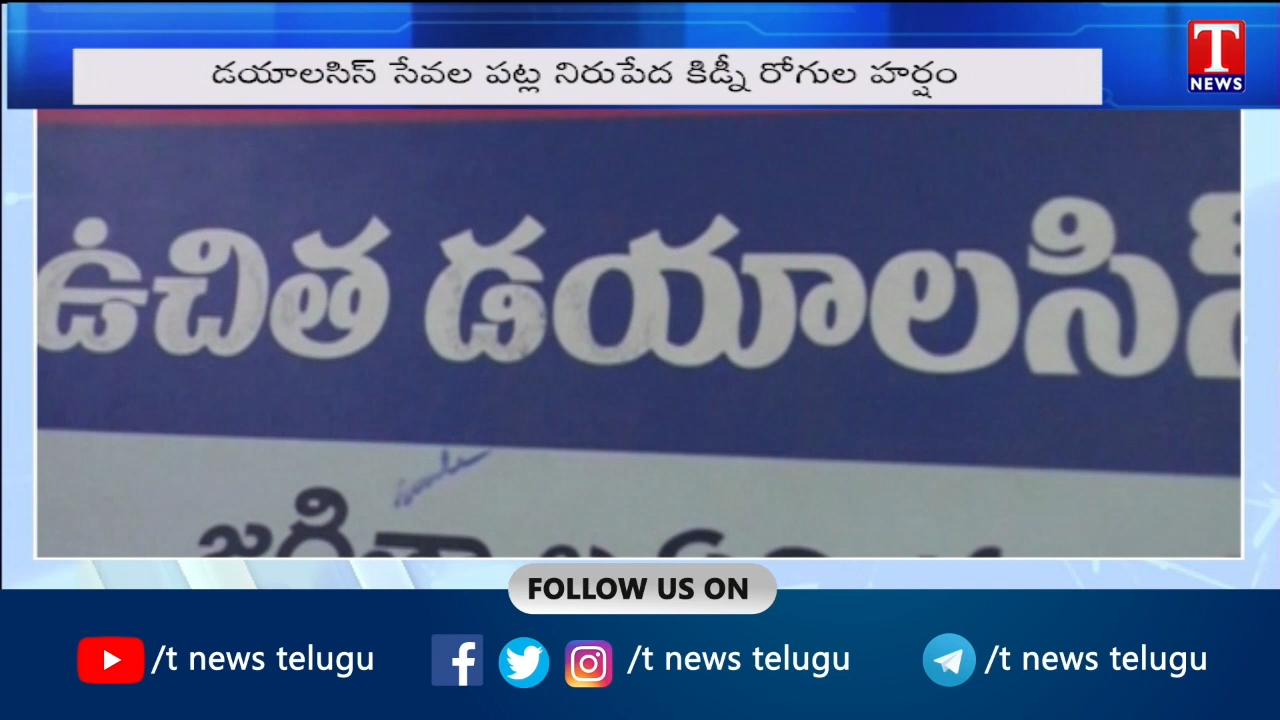 డయాలసిస్ సేవల పట్ల నిరుపేద కిడ్నీ రోగుల హర్షం
T
NEWS
ఉచిత డయాలసిస్
FOLLOW US ON
/t news telugu
/t news telugu
/t news telugu